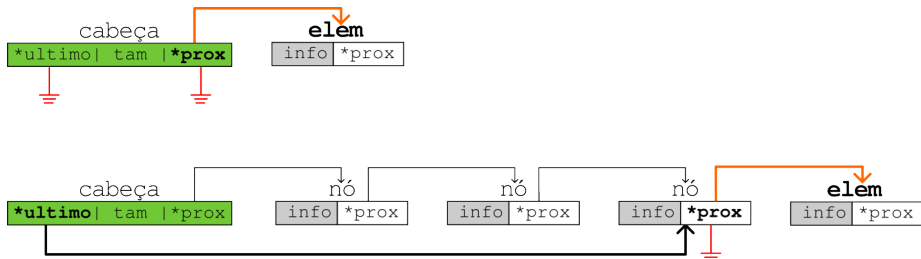 cabeça elem
*ultimo| tam |*prox info *prox
cabeça nó nó nó elem
*ultimo| tam |*prox info *prox info *prox info *prox info *prox